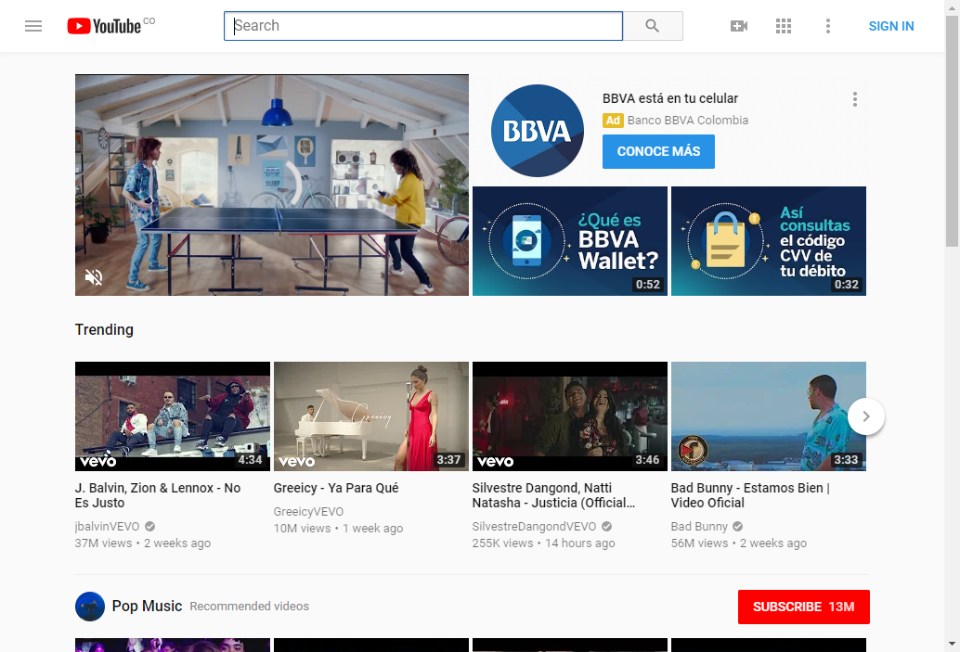 YouTube CO
Search
SIGN IN
BBVA
BBVA está en tu celular
Ad Banco BBVA Colombia
CONOCE MÁS
¿Qué es
BBVA
Wallet?
0:52
Así
consultas
el código
CVV de
tu débito
0:32
Trending
vevo
4:34
Greeicy
vevo
3:37
vevo
3:46
3:33
J. Balvin, Zion & Lennox - No
Es Justo
jbalvinVEVO
37M views • 2 weeks ago
Greeicy - Ya Para Qué
GreeicyVEVO
10M views • 1 week ago
Silvestre Dangond, Natti
Natasha - Justicia (Official...
SilvestreDangondVEVO
255K views • 14 hours ago
Bad Bunny - Estamos Bien |
Video Oficial
Bad Bunny
56M views • 2 weeks ago
Pop Music Recommended videos
SUBSCRIBE 13M